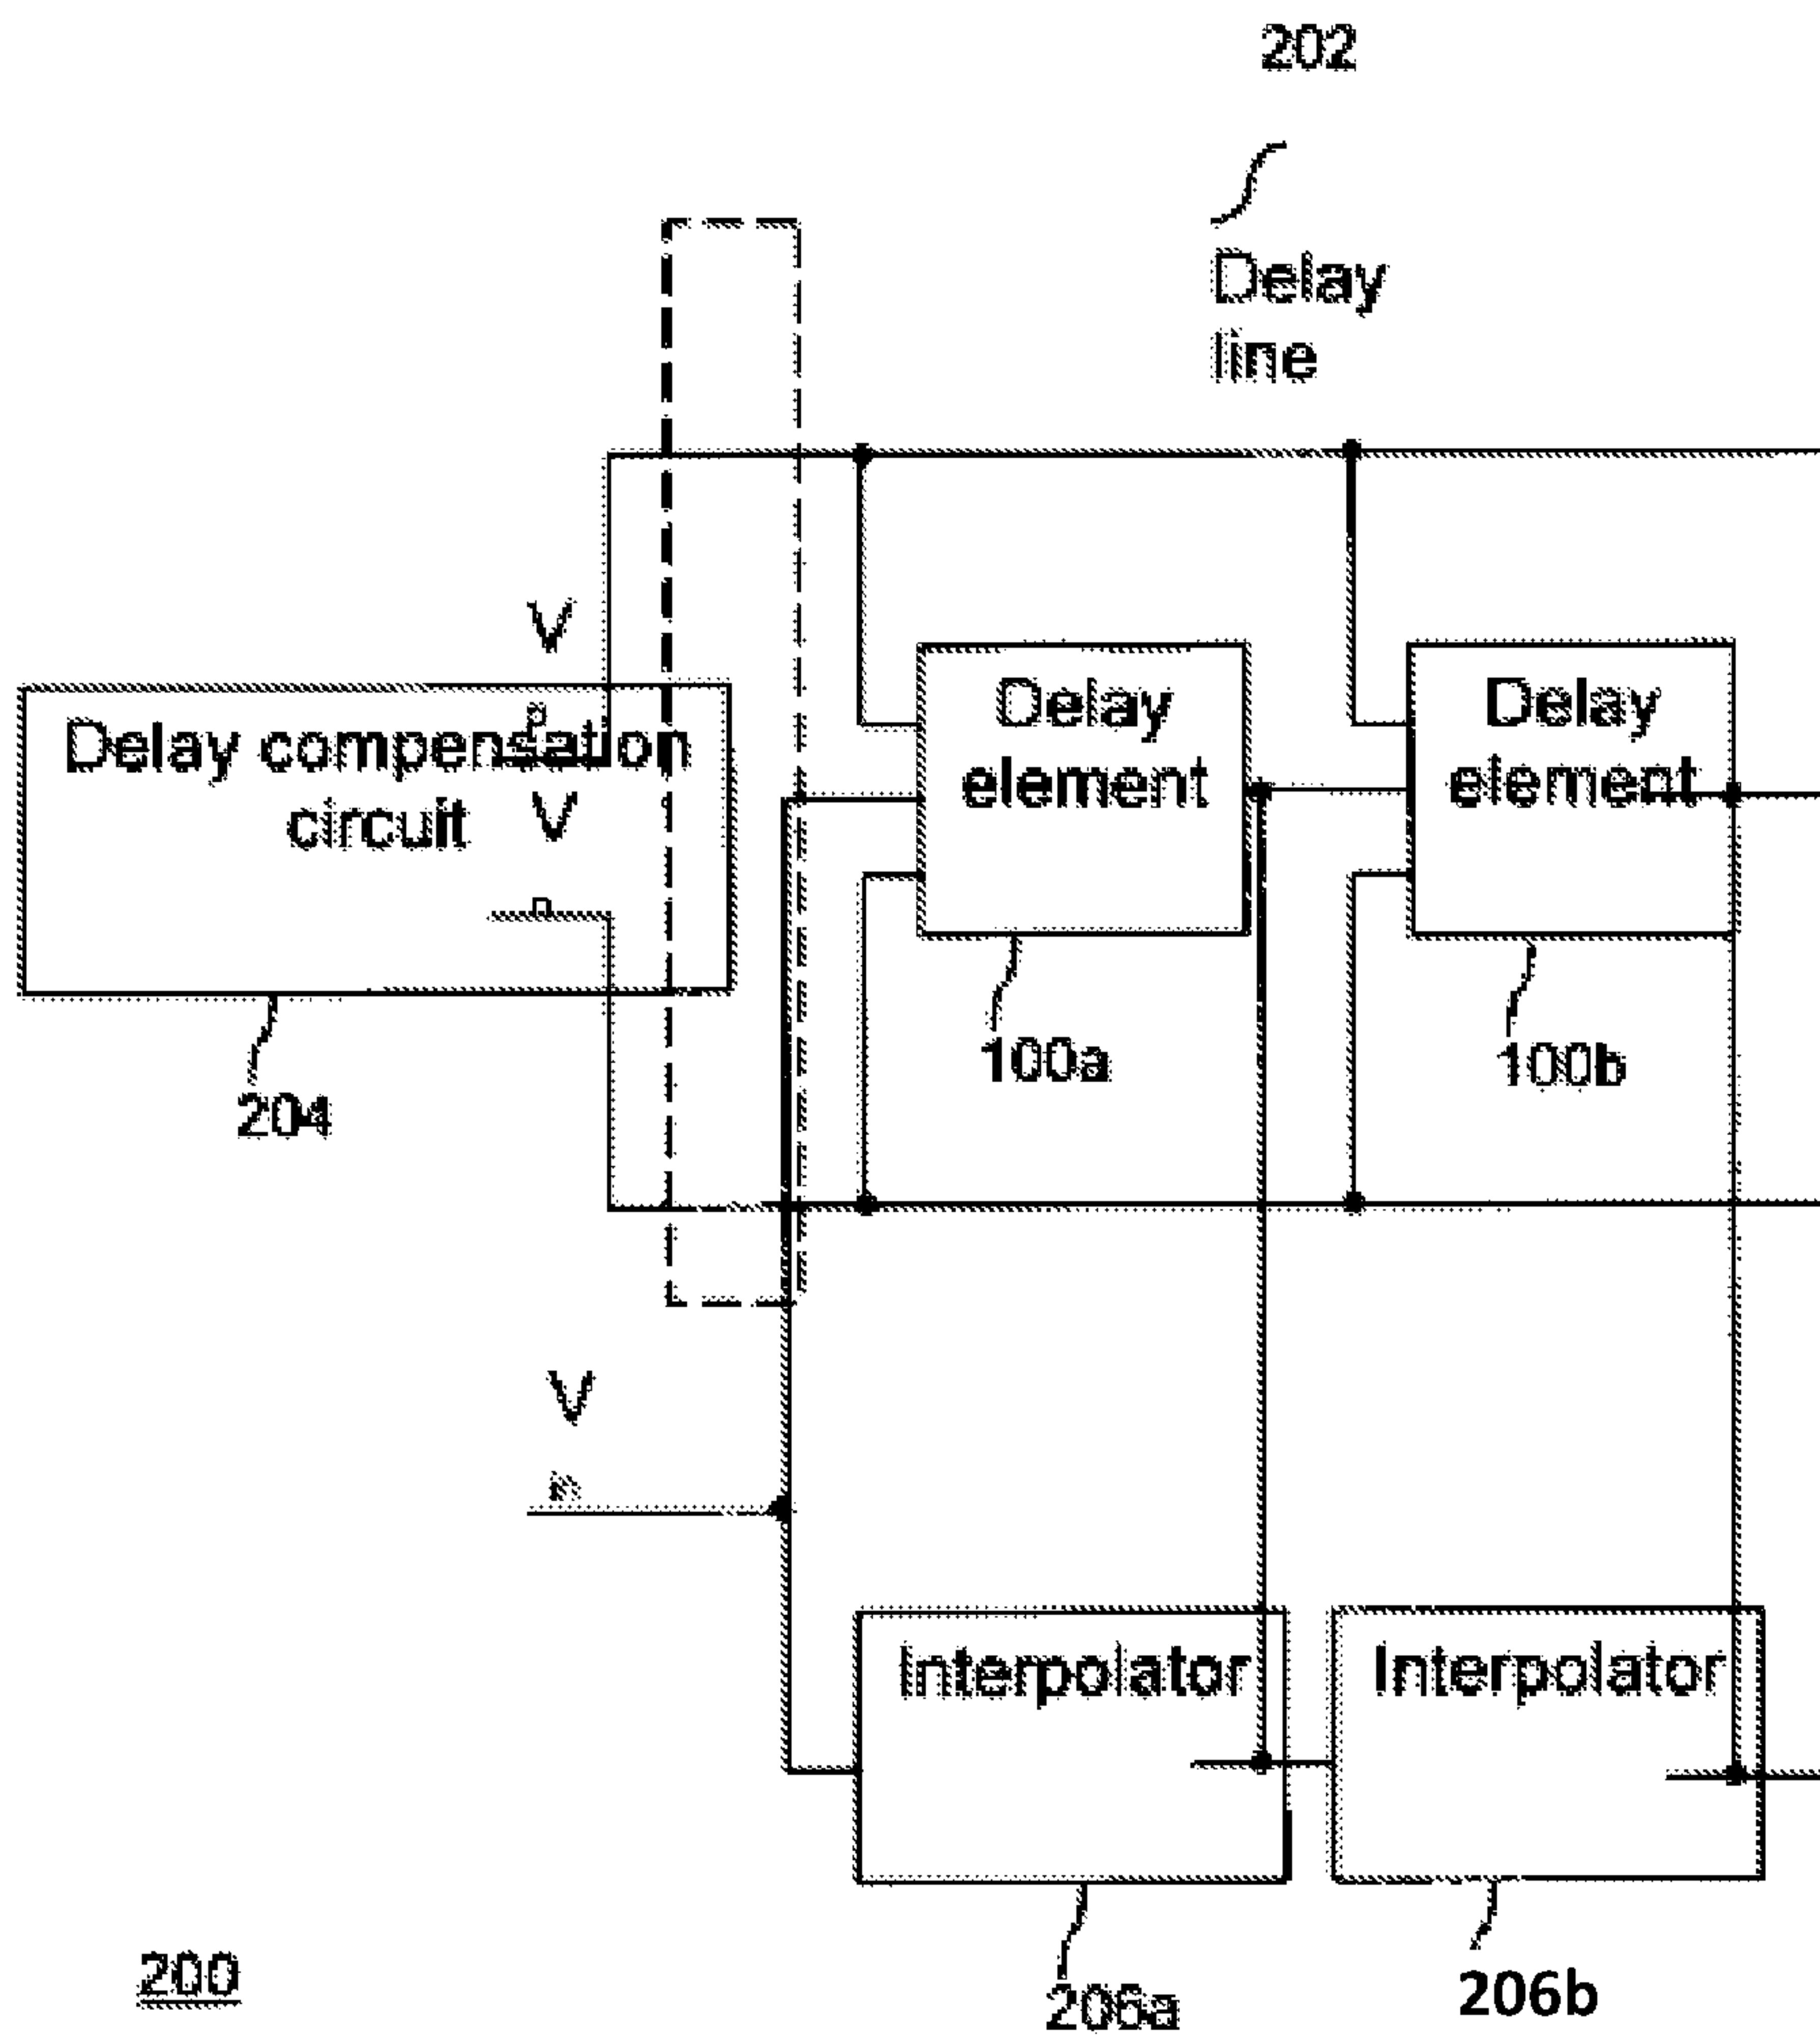 202
Delay
line
V
Delay compensation
circuit
V
Delay
element
Delay
element
100a
100b
204
V
Interpolator
Interpolator
200
206a
206b